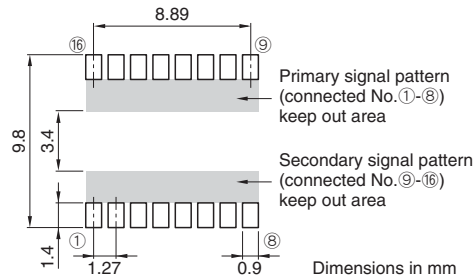 8.89
⑯ ⑨
Primary signal pattern
(connected No.①-⑧)
keep out area
9.8
3.4
Secondary signal pattern
(connected No.⑨-⑯)
keep out area
1.4
① ⑧
1.27 0.9 Dimensions in mm